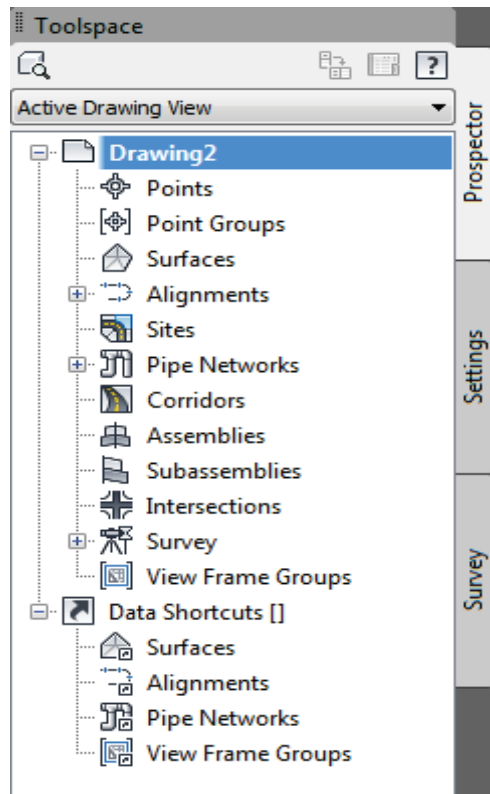 Toolspace
?
Active Drawing View
Drawing2
Points
Point Groups
Surfaces
Alignments
Sites
Pipe Networks
Corridors
Assemblies
Subassemblies
Intersections
Survey
View Frame Groups
Data Shortcuts []
Surfaces
Alignments
Pipe Networks
View Frame Groups
Prospector
Settings
Survey